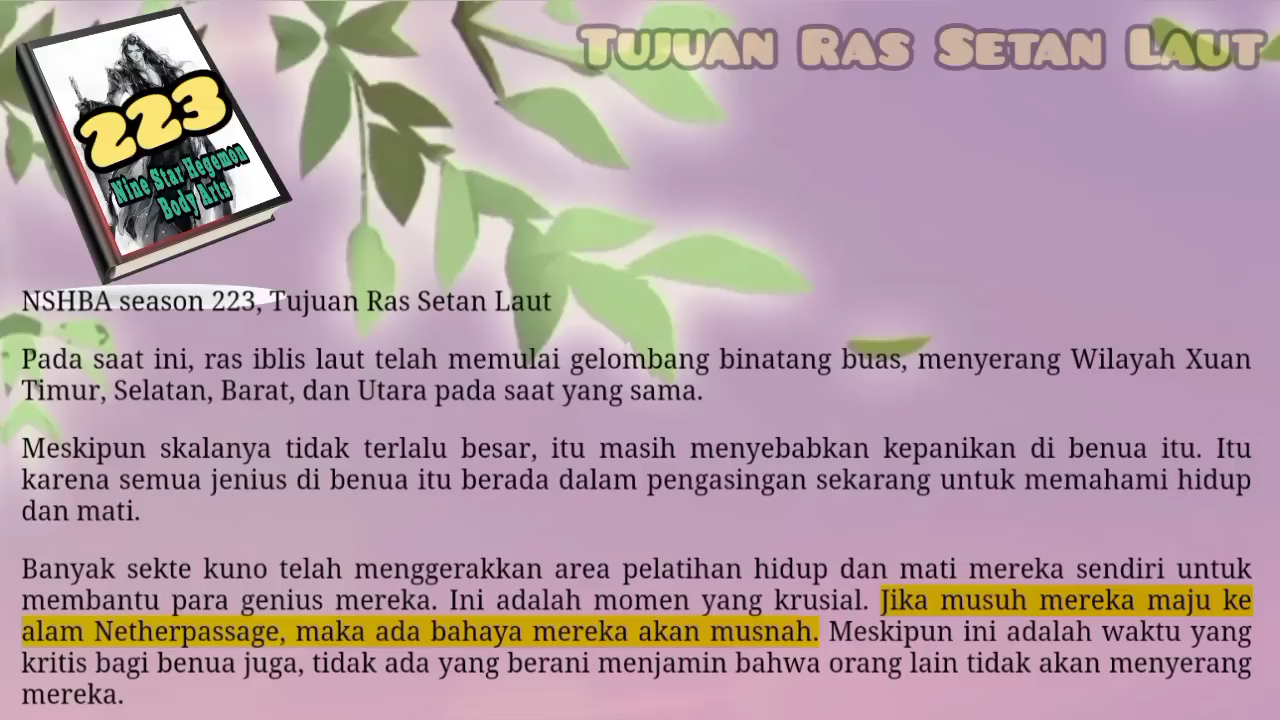 Tujuan Ras Setan Laut
223
Nine Star Hegemon
Body Arts
NSHBA season 223, Tujuan Ras Setan Laut
Pada saat ini, ras iblis laut telah memulai gelombang binatang buas, menyerang Wilayah Xuan
Timur, Selatan, Barat, dan Utara pada saat yang sama.
Meskipun skalanya tidak terlalu besar, itu masih menyebabkan kepanikan di benua itu. Itu
karena semua jenius di benua itu berada dalam pengasingan sekarang untuk memahami hidup
dan mati.
Banyak sekte kuno telah menggerakkan area pelatihan hidup dan mati mereka sendiri untuk
membantu para genius mereka. Ini adalah momen yang krusial. Jika musuh mereka maju ke
alam Netherpassage, maka ada bahaya mereka akan musnah. Meskipun ini adalah waktu yang
kritis bagi benua juga, tidak ada yang berani menjamin bahwa orang lain tidak akan menyerang
mereka.